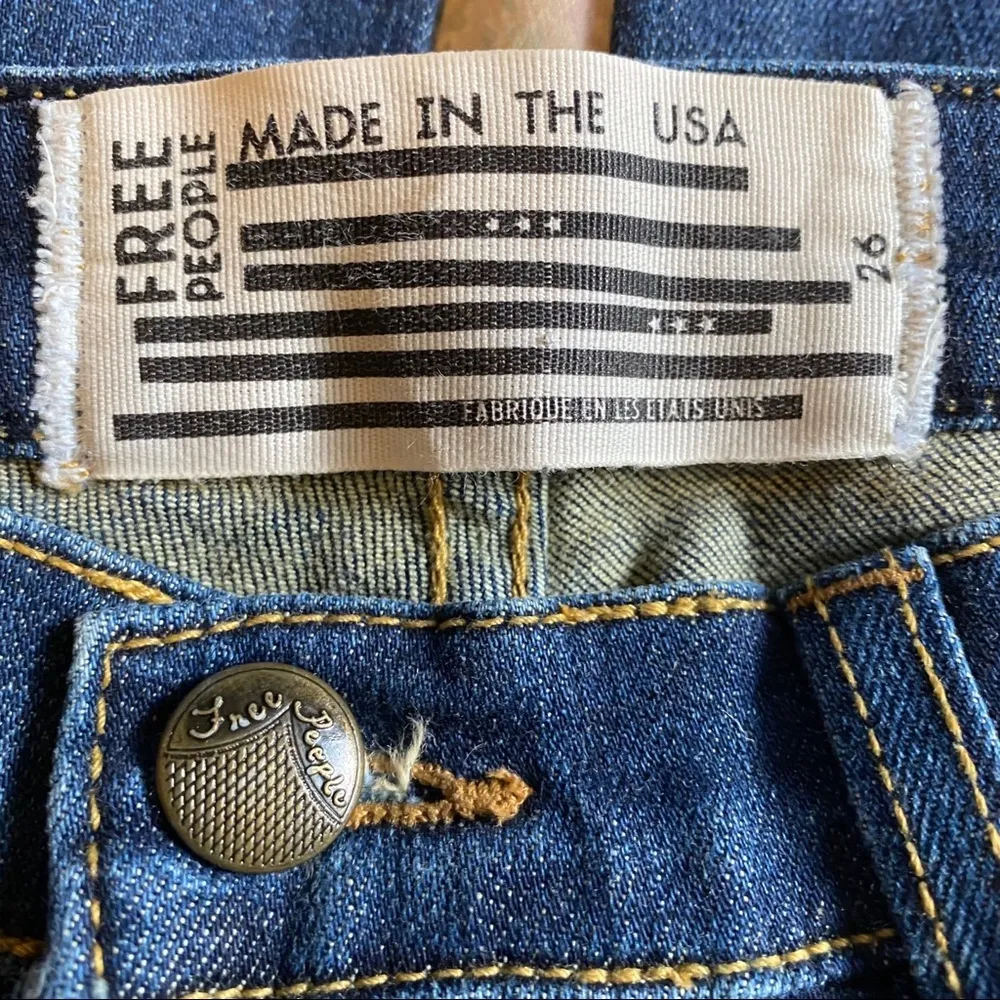 FREE
PEOPLE
MADE IN THE USA
26
FABRIQUE EN LES ETATS UNIS
Free People